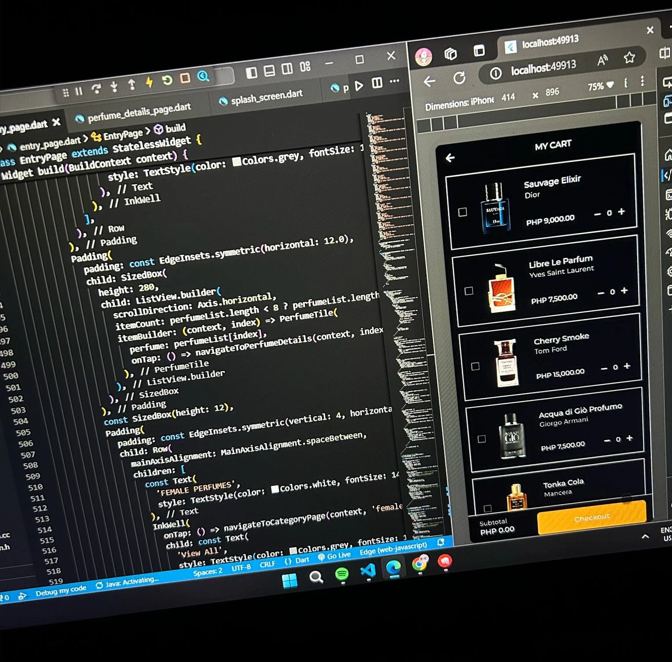 localhost:49913
localhost:49913
75%
Dimensions: iPhone 414 × 896
y_page.dart ×
perfume_details_page.dart
splash_screen.dart
entry_page.dart > EntryPage > build
ass EntryPage extends StatelessWidget {
Widget build(BuildContext context) {
style: TextStyle(color: Colors.grey, fontSize: 1
), // Text
), // InkWell
],
), // Row
), // Padding
Padding(
padding: const EdgeInsets.symmetric(horizontal: 12.0),
child: SizedBox(
height: 280,
child: ListView.builder(
scrollDirection: Axis.horizontal,
itemCount: perfumeList.length < 8 ? perfumeList.length
itemBuilder: (context, index) => PerfumeTile(
perfume: perfumeList[index],
onTap: () => navigateToPerfumeDetails(context, index
), // PerfumeTile
), // ListView.builder
), // SizedBox
), // Padding
const SizedBox(height: 12),
Padding(
padding: const EdgeInsets.symmetric(vertical: 4, horizonta
child: Row(
mainAxisAlignment: MainAxisAlignment.spaceBetween,
children: [
const Text(
'FEMALE PERFUMES',
style: TextStyle(color: Colors.white, fontSize: 14
), // Text
InkWell(
onTap: () => navigateToCategoryPage(context, 'female
child: const Text(
'View All',
style: TextStyle(color: Colors.grey, fontSize: 1
497
498
499
500
501
502
503
504
505
506
507
508
509
510
511
512
513
514
515
516
517
518
519
.cc
n.h
0
Debug my code
Java: Activating...
Spaces: 2
UTF-8
CRLF
{} Dart
Go Live
Edge (web-javascript)
MY CART
Sauvage Elixir
Dior
PHP 9,000.00
− 0 +
Libre Le Parfum
Yves Saint Laurent
PHP 7,500.00
− 0 +
Cherry Smoke
Tom Ford
PHP 15,000.00
− 0 +
Acqua di Giò Profumo
Giorgio Armani
PHP 7,500.00
− 0 +
Tonka Cola
Mancera
Subtotal
PHP 0.00
Checkout
ENG